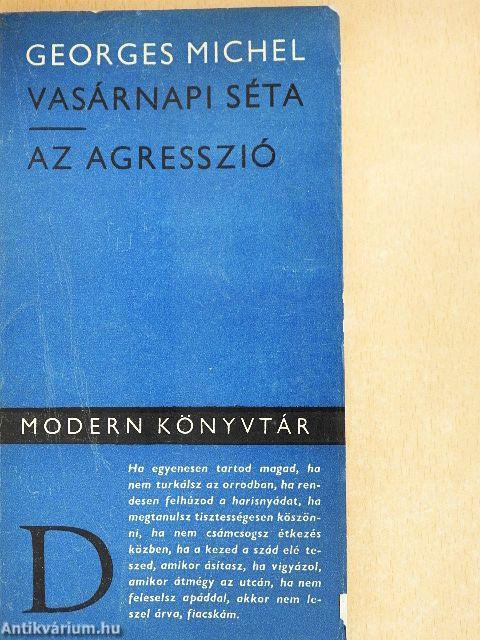 GEORGES MICHEL
VASÁRNAPI SÉTA
AZ AGRESSZIÓ
MODERN KÖNYVTÁR
Ha egyenesen tartod magad, ha
nem turkálsz az orrodban, ha ren-
desen felhúzod a harisnyádat, ha
megtanulsz tisztességesen köszön-
ni, ha nem csámcsogsz étkezés
közben, ha a kezed a szád elé te-
szed, amikor ásítasz, ha vigyázol,
amikor átmégy az utcán, ha nem
feleselsz apáddal, akkor nem le-
szel árva, fiacskám.
D
Antikvárium.hu